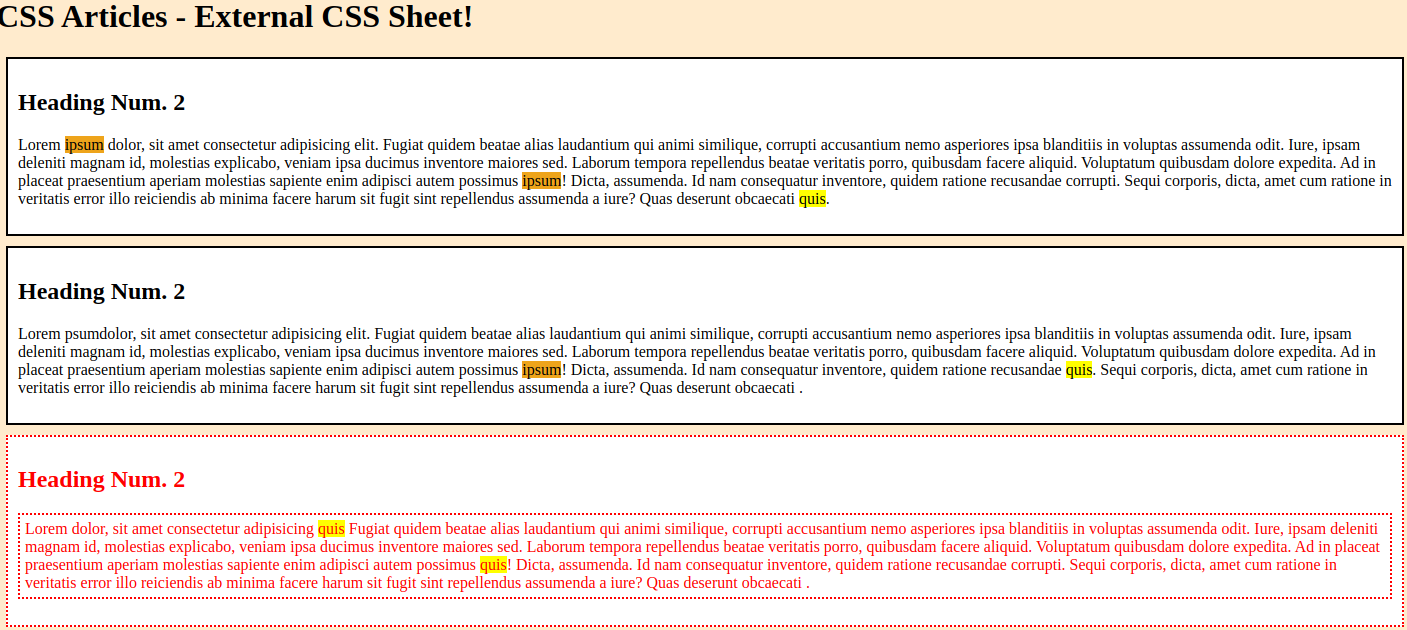 CSS Articles - External CSS Sheet!
Heading Num. 2
Lorem ipsum dolor, sit amet consectetur adipisicing elit. Fugiat quidem beatae alias laudantium qui animi similique, corrupti accusantium nemo asperiores ipsa blanditiis in voluptas assumenda odit. Iure, ipsam
deleniti magnam id, molestias explicabo, veniam ipsa ducimus inventore maiores sed. Laborum tempora repellendus beatae veritatis porro, quibusdam facere aliquid. Voluptatum quibusdam dolore expedita. Ad in
placeat praesentium aperiam molestias sapiente enim adipisci autem possimus ipsum! Dicta, assumenda. Id nam consequatur inventore, quidem ratione recusandae corrupti. Sequi corporis, dicta, amet cum ratione in
veritatis error illo reiciendis ab minima facere harum sit fugit sint repellendus assumenda a iure? Quas deserunt obcaecati quis.
Heading Num. 2
Lorem psumdolor, sit amet consectetur adipisicing elit. Fugiat quidem beatae alias laudantium qui animi similique, corrupti accusantium nemo asperiores ipsa blanditiis in voluptas assumenda odit. Iure, ipsam
deleniti magnam id, molestias explicabo, veniam ipsa ducimus inventore maiores sed. Laborum tempora repellendus beatae veritatis porro, quibusdam facere aliquid. Voluptatum quibusdam dolore expedita. Ad in
placeat praesentium aperiam molestias sapiente enim adipisci autem possimus ipsum! Dicta, assumenda. Id nam consequatur inventore, quidem ratione recusandae quis. Sequi corporis, dicta, amet cum ratione in
veritatis error illo reiciendis ab minima facere harum sit fugit sint repellendus assumenda a iure? Quas deserunt obcaecati .
Heading Num. 2
Lorem dolor, sit amet consectetur adipisicing quis Fugiat quidem beatae alias laudantium qui animi similique, corrupti accusantium nemo asperiores ipsa blanditiis in voluptas assumenda odit. Iure, ipsam deleniti
magnam id, molestias explicabo, veniam ipsa ducimus inventore maiores sed. Laborum tempora repellendus beatae veritatis porro, quibusdam facere aliquid. Voluptatum quibusdam dolore expedita. Ad in placeat
praesentium aperiam molestias sapiente enim adipisci autem possimus quis! Dicta, assumenda. Id nam consequatur inventore, quidem ratione recusandae corrupti. Sequi corporis, dicta, amet cum ratione in
veritatis error illo reiciendis ab minima facere harum sit fugit sint repellendus assumenda a iure? Quas deserunt obcaecati .